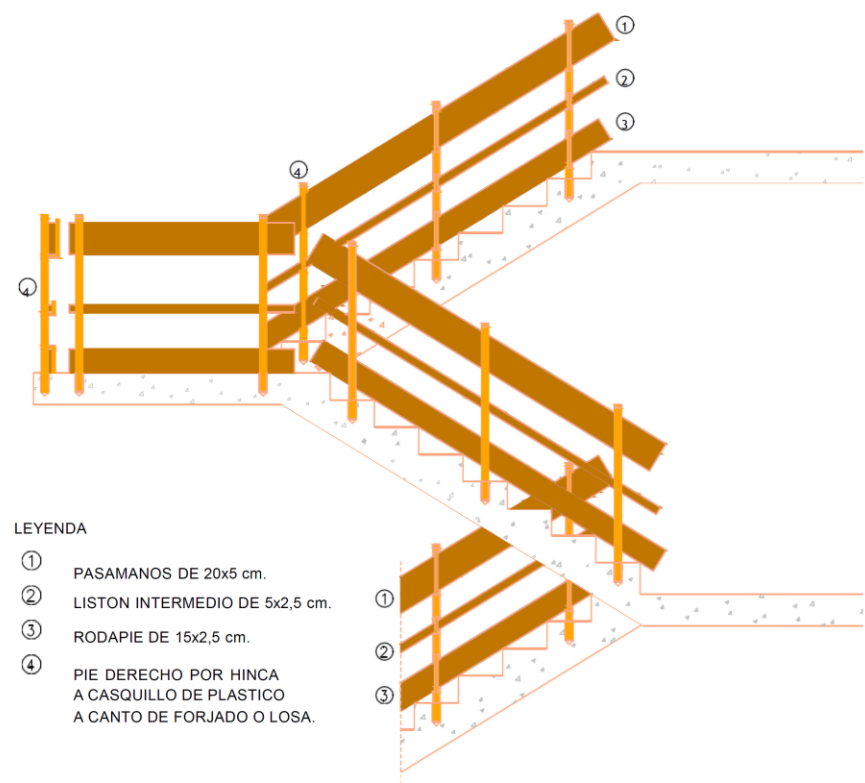 1
2
3
4
4
LEYENDA
1 PASAMANOS DE 20x5 cm.
2 LISTON INTERMEDIO DE 5x2,5 cm.
3 RODAPIE DE 15x2,5 cm.
4 PIE DERECHO POR HINCA
A CASQUILLO DE PLASTICO
A CANTO DE FORJADO O LOSA.
1
2
3